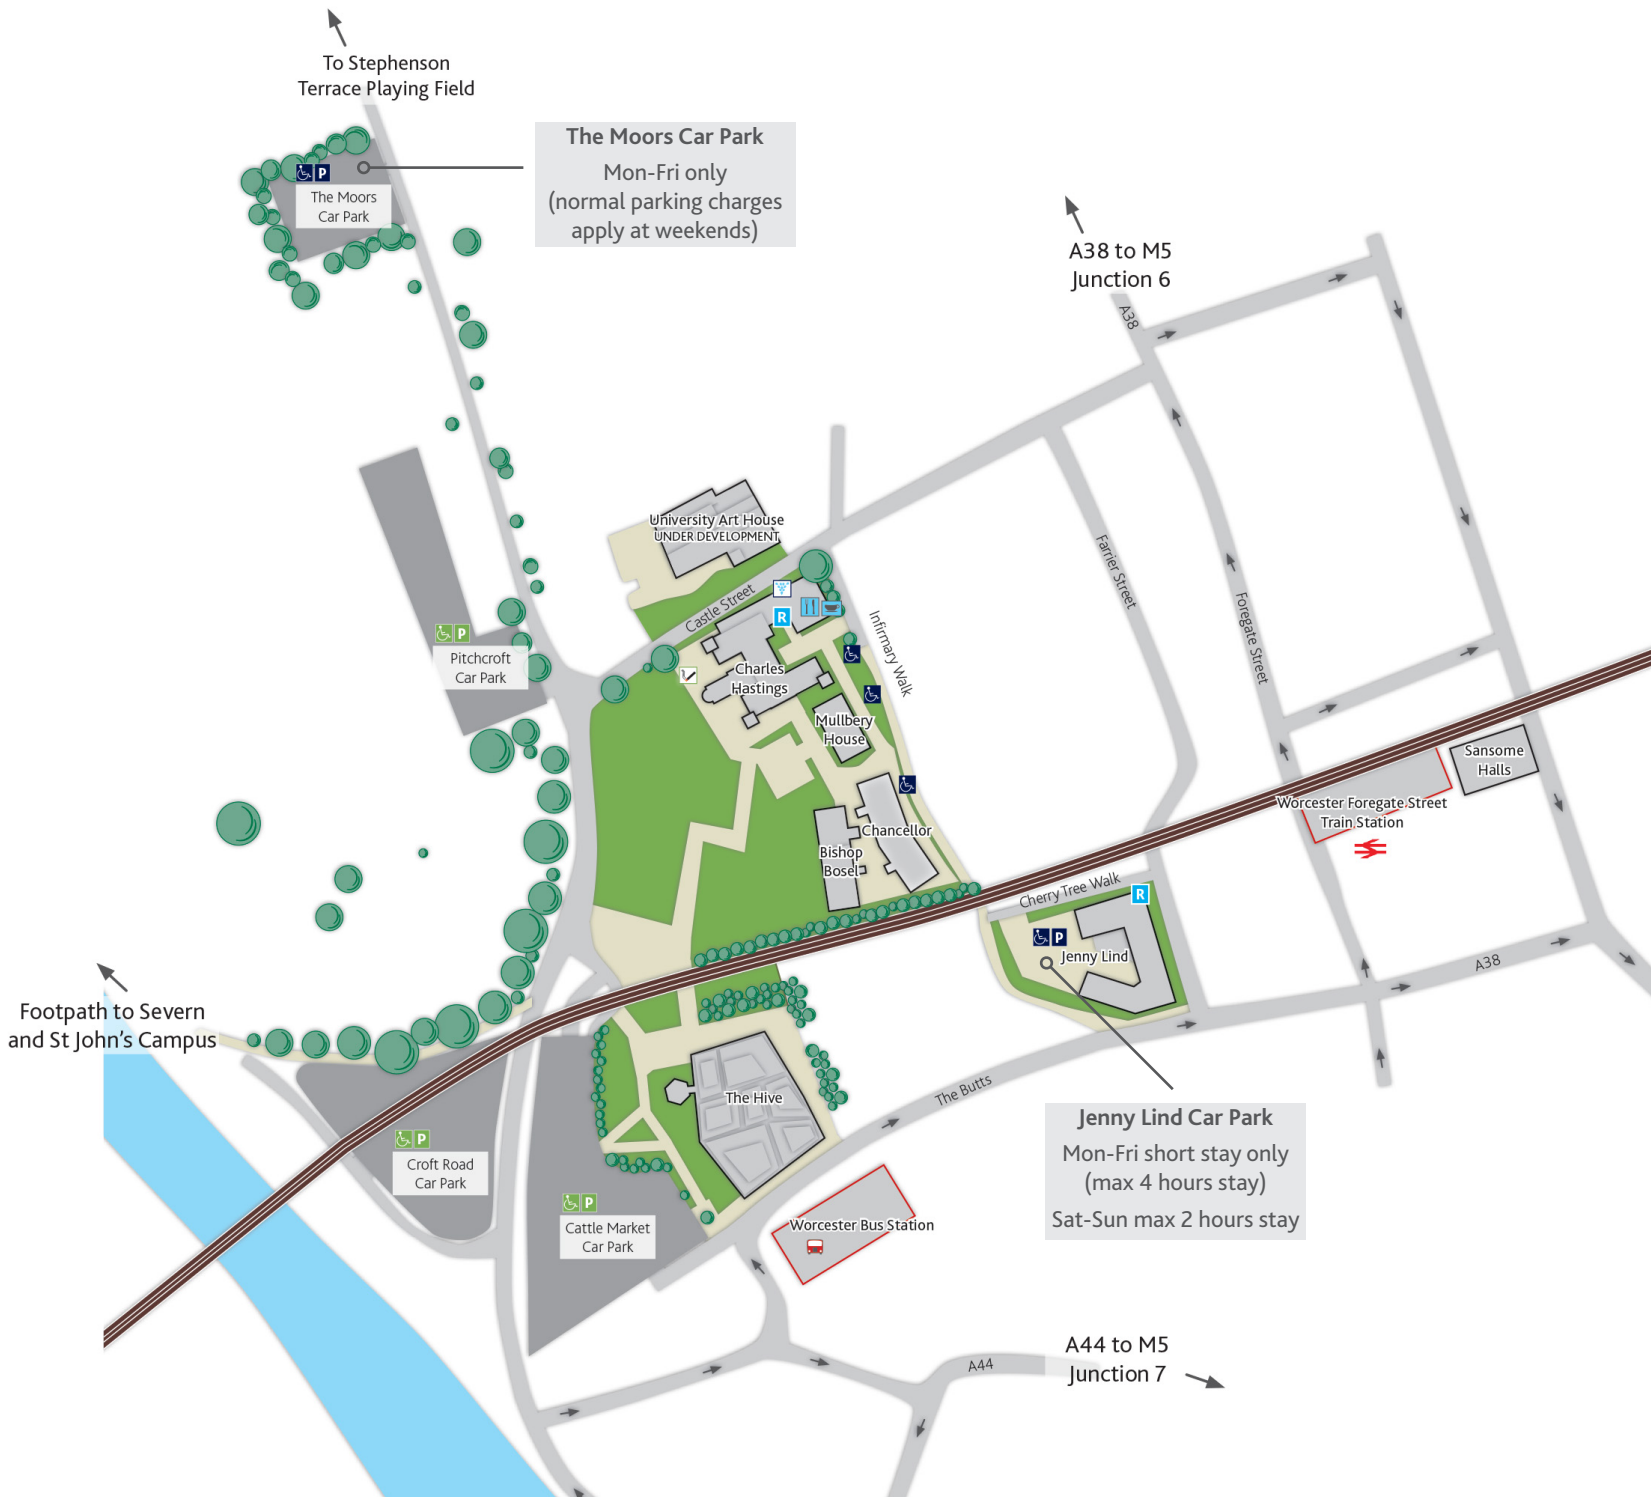 To Stephenson
Terrace Playing Field
The Moors Car Park
Mon-Fri only
(normal parking charges
apply at weekends)
P
The Moors
Car Park
A38 to M5
Junction 6
A38
University Art House
UNDER DEVELOPMENT
Castle Street
R
Infirmary Walk
Farrier Street
Foregate Street
P
Pitchcroft
Car Park
Charles
Hastings
Mullbery
House
Chancellor
Bishop
Bosel
Sansome
Halls
Worcester Foregate Street
Train Station
Cherry Tree Walk
R
P
Jenny Lind
A38
Footpath to Severn
and St John's Campus
The Hive
The Butts
Jenny Lind Car Park
Mon-Fri short stay only
(max 4 hours stay)
Sat-Sun max 2 hours stay
P
Croft Road
Car Park
P
Cattle Market
Car Park
Worcester Bus Station
A44 to M5
Junction 7
A44